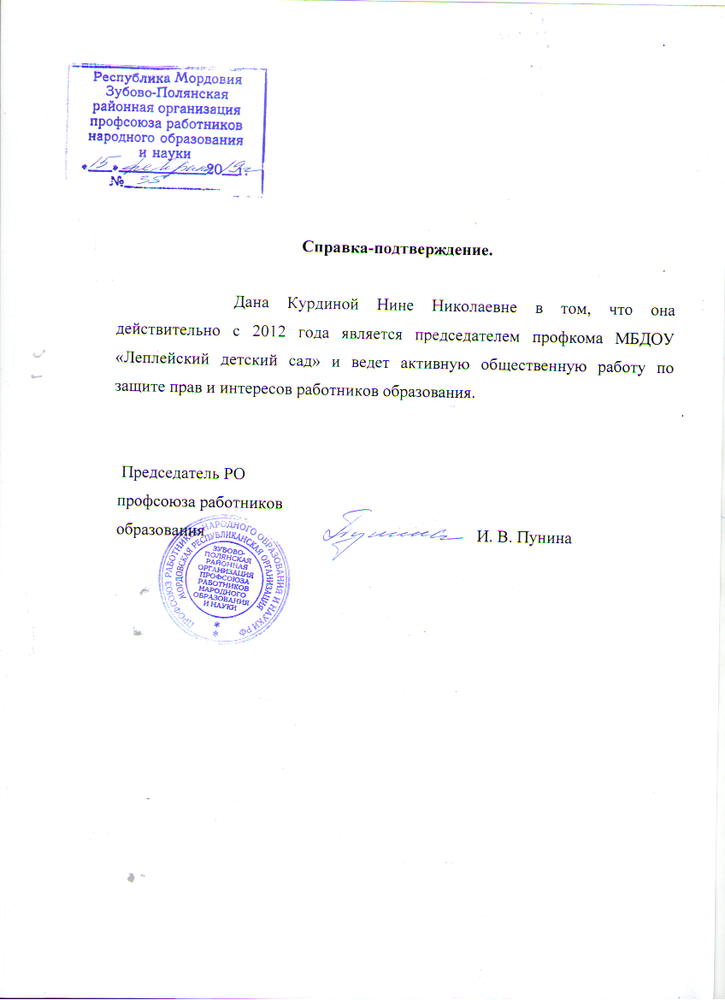 Республика Мордовия
Зубово-Полянская
районная организация
профсоюза работников
народного образования
и науки
«15» февраля 2019г.
№ 35
Справка-подтверждение.
Дана Курдиной Нине Николаевне в том, что она
действительно с 2012 года является председателем профкома МБДОУ
«Леплейский детский сад» и ведет активную общественную работу по
защите прав и интересов работников образования.
Председатель РО
профсоюза работников
образования
И. В. Пунина
ПРОФСОЮЗ РАБОТНИКОВ НАРОДНОГО ОБРАЗОВАНИЯ И НАУКИ РФ
МОРДОВСКАЯ РЕСПУБЛИКАНСКАЯ ОРГАНИЗАЦИЯ
ЗУБОВО-
ПОЛЯНСКАЯ
РАЙОННАЯ
ОРГАНИЗАЦИЯ
ПРОФСОЮЗА
РАБОТНИКОВ
НАРОДНОГО
ОБРАЗОВАНИЯ
И НАУКИ